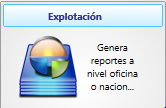 Explotación
Genera
reportes a
nivel oficina
o nacion...